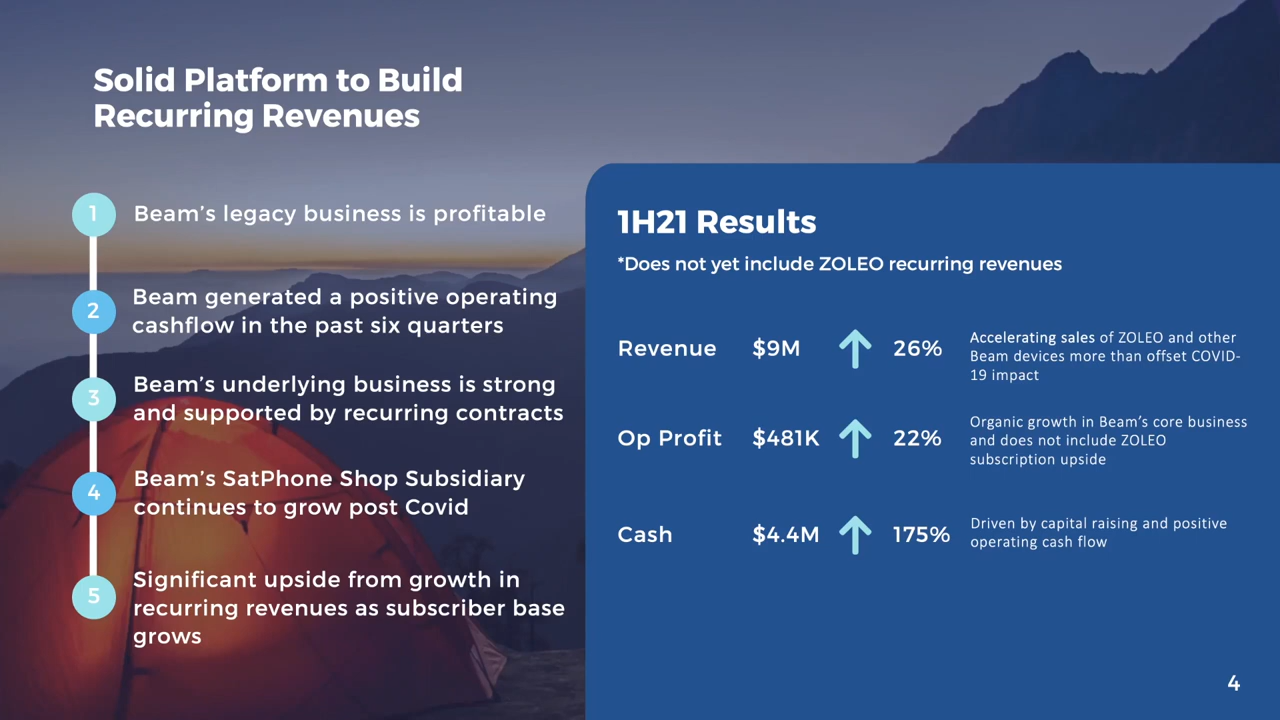 Solid Platform to Build
Recurring Revenues
1
Beam’s legacy business is profitable
2
Beam generated a positive operating
cashflow in the past six quarters
3
Beam’s underlying business is strong
and supported by recurring contracts
4
Beam’s SatPhone Shop Subsidiary
continues to grow post Covid
5
Significant upside from growth in
recurring revenues as subscriber base
grows
1H21 Results
*Does not yet include ZOLEO recurring revenues
Revenue $9M 26%
Accelerating sales of ZOLEO and other
Beam devices more than offset COVID-
19 impact
Op Profit $481K 22%
Organic growth in Beam’s core business
and does not include ZOLEO
subscription upside
Cash $4.4M 175%
Driven by capital raising and positive
operating cash flow
4